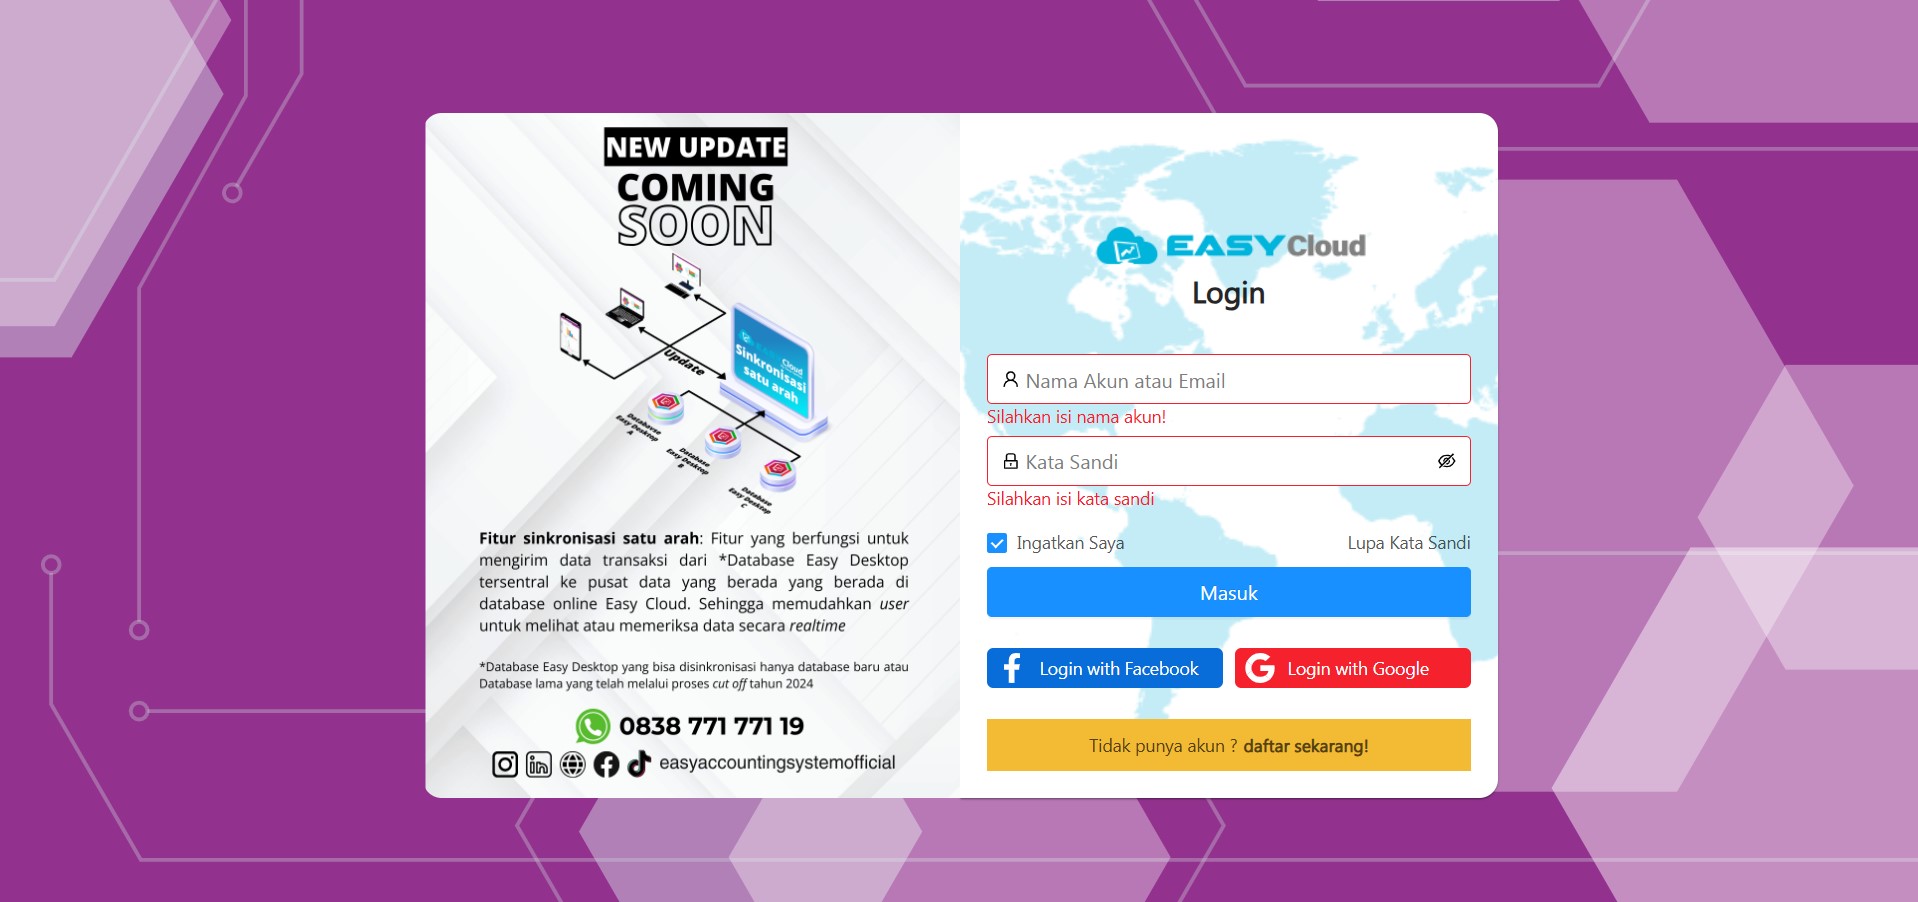 NEW UPDATE
COMING
SOON
EASY Cloud
Sinkronisasi
satu arah
Update
Database
Easy Desktop
A
Database
Easy Desktop
B
Database
Easy Desktop
C
Fitur sinkronisasi satu arah: Fitur yang berfungsi untuk
mengirim data transaksi dari *Database Easy Desktop
tersentral ke pusat data yang berada yang berada di
database online Easy Cloud. Sehingga memudahkan user
untuk melihat atau memeriksa data secara realtime
*Database Easy Desktop yang bisa disinkronisasi hanya database baru atau
Database lama yang telah melalui proses cut off tahun 2024
0838 771 771 19
easyaccountingsystemofficial
EASY Cloud
Login
Nama Akun atau Email
Silahkan isi nama akun!
Kata Sandi
Silahkan isi kata sandi
Ingatkan Saya
Lupa Kata Sandi
Masuk
Login with Facebook
Login with Google
Tidak punya akun ? daftar sekarang!